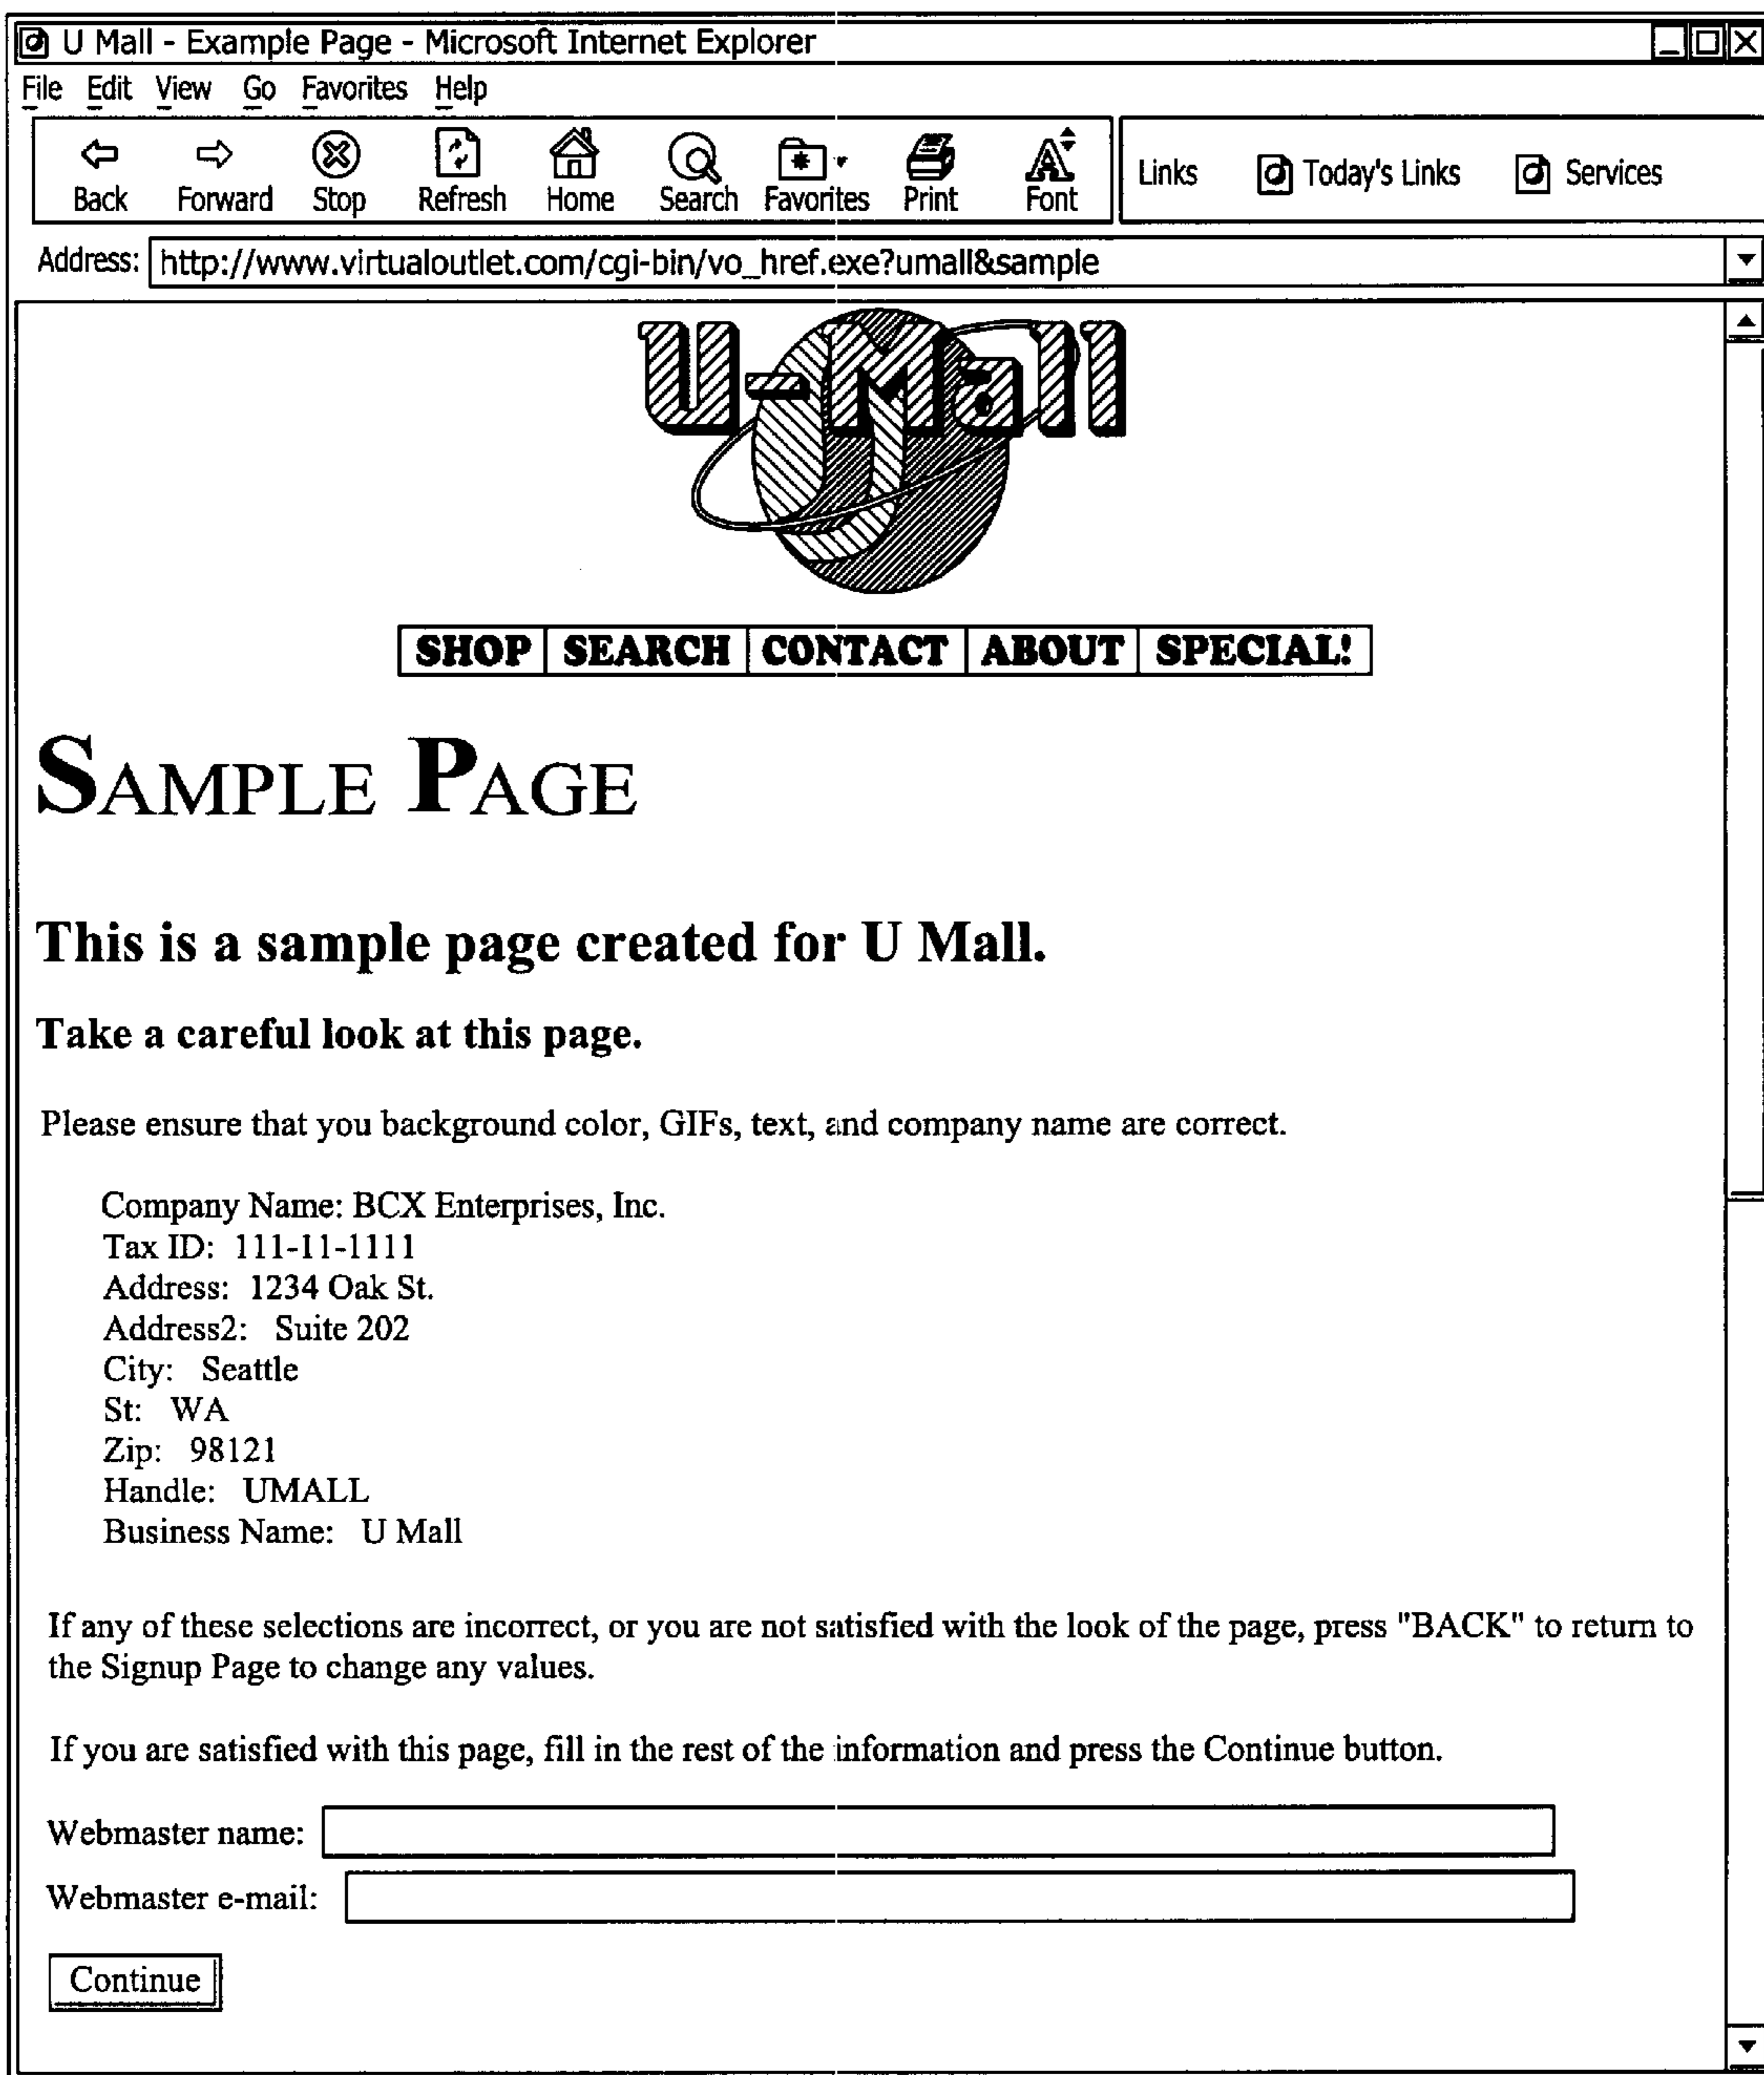 U Mall - Example Page - Microsoft Internet Explorer
File Edit View Go Favorites Help
Back Forward Stop Refresh Home Search Favorites Print Font Links Today's Links Services
Address: http://www.virtualoutlet.com/cgi-bin/vo_href.exe?umall&sample
U-Mall
SHOP SEARCH CONTACT ABOUT SPECIAL!
SAMPLE PAGE
This is a sample page created for U Mall.
Take a careful look at this page.
Please ensure that you background color, GIFs, text, and company name are correct.
Company Name: BCX Enterprises, Inc.
Tax ID: 111-11-1111
Address: 1234 Oak St.
Address2: Suite 202
City: Seattle
St: WA
Zip: 98121
Handle: UMALL
Business Name: U Mall
If any of these selections are incorrect, or you are not satisfied with the look of the page, press "BACK" to return to
the Signup Page to change any values.
If you are satisfied with this page, fill in the rest of the information and press the Continue button.
Webmaster name:
Webmaster e-mail:
Continue